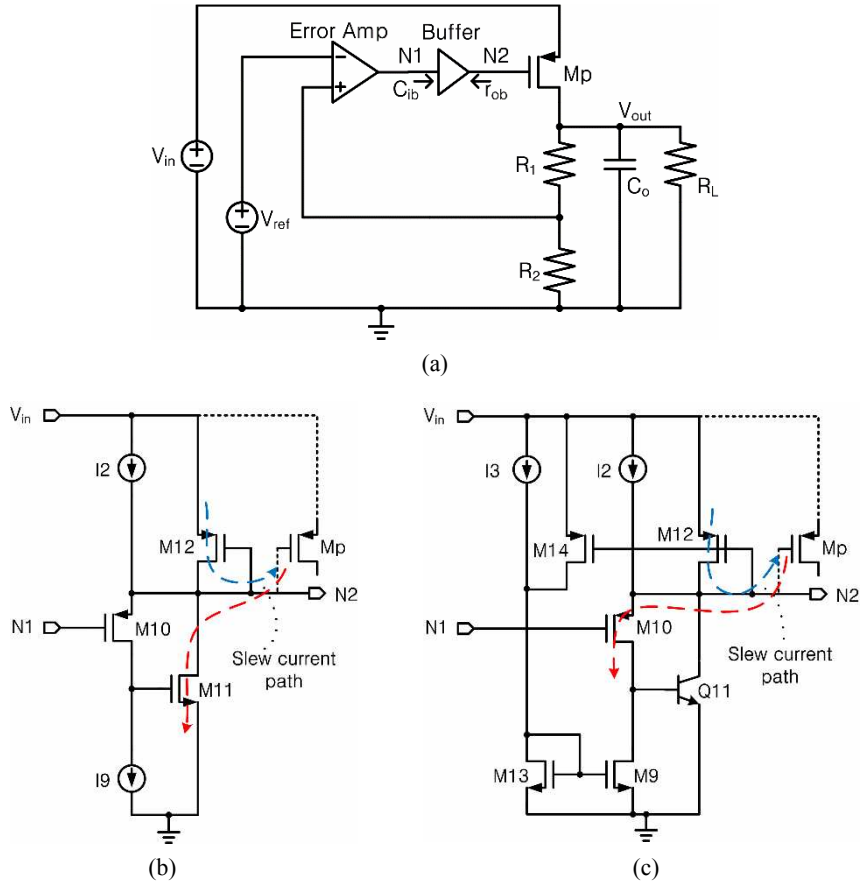 Error Amp
Buffer
N1
N2
Mp
C_ib
r_ob
V_out
V_in
R_1
C_o
R_L
V_ref
R_2
(a)
V_in
I2
M12
Mp
N2
N1
M10
Slew current
path
M11
I9
(b)
V_in
I3
I2
M14
M12
Mp
N2
N1
M10
Slew current
path
Q11
M13
M9
(c)